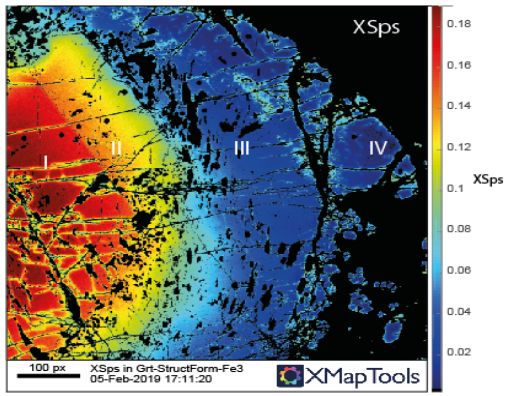 XSps
I II III IV
0.18
0.16
0.14
0.12
0.1
0.08
0.06
0.04
0.02
XSps
100 px
XSps in Grt-StructForm-Fe3
05-Feb-2019 17:11:20
XMapTools